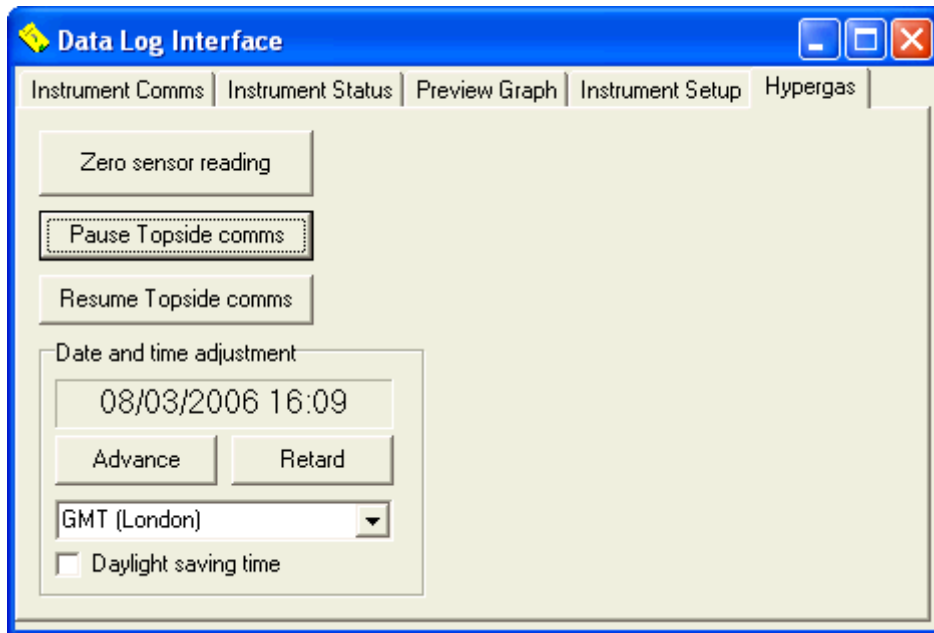 Data Log Interface
Instrument Comms Instrument Status Preview Graph Instrument Setup Hypergas
Zero sensor reading
Pause Topside comms
Resume Topside comms
Date and time adjustment
08/03/2006 16:09
Advance Retard
GMT (London)
Daylight saving time